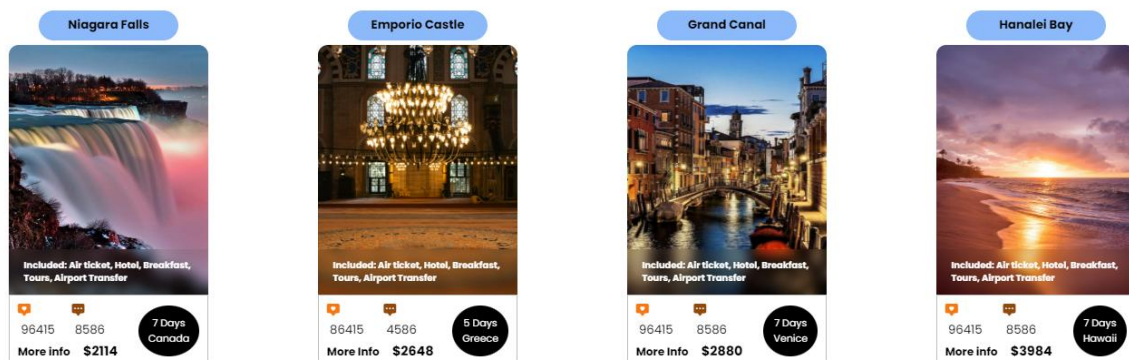 Niagara Falls
Included: Air ticket, Hotel, Breakfast,
Tours, Airport Transfer
96415 8586
7 Days
Canada
More info $2114
Emporio Castle
Included: Air ticket, Hotel, Breakfast,
Tours, Airport Transfer
86415 4586
5 Days
Greece
More Info $2648
Grand Canal
Included: Air ticket, Hotel, Breakfast,
Tours, Airport Transfer
96415 8586
7 Days
Venice
More Info $2880
Hanalei Bay
Included: Air ticket, Hotel, Breakfast,
Tours, Airport Transfer
96415 8586
7 Days
Hawaii
More Info $3984